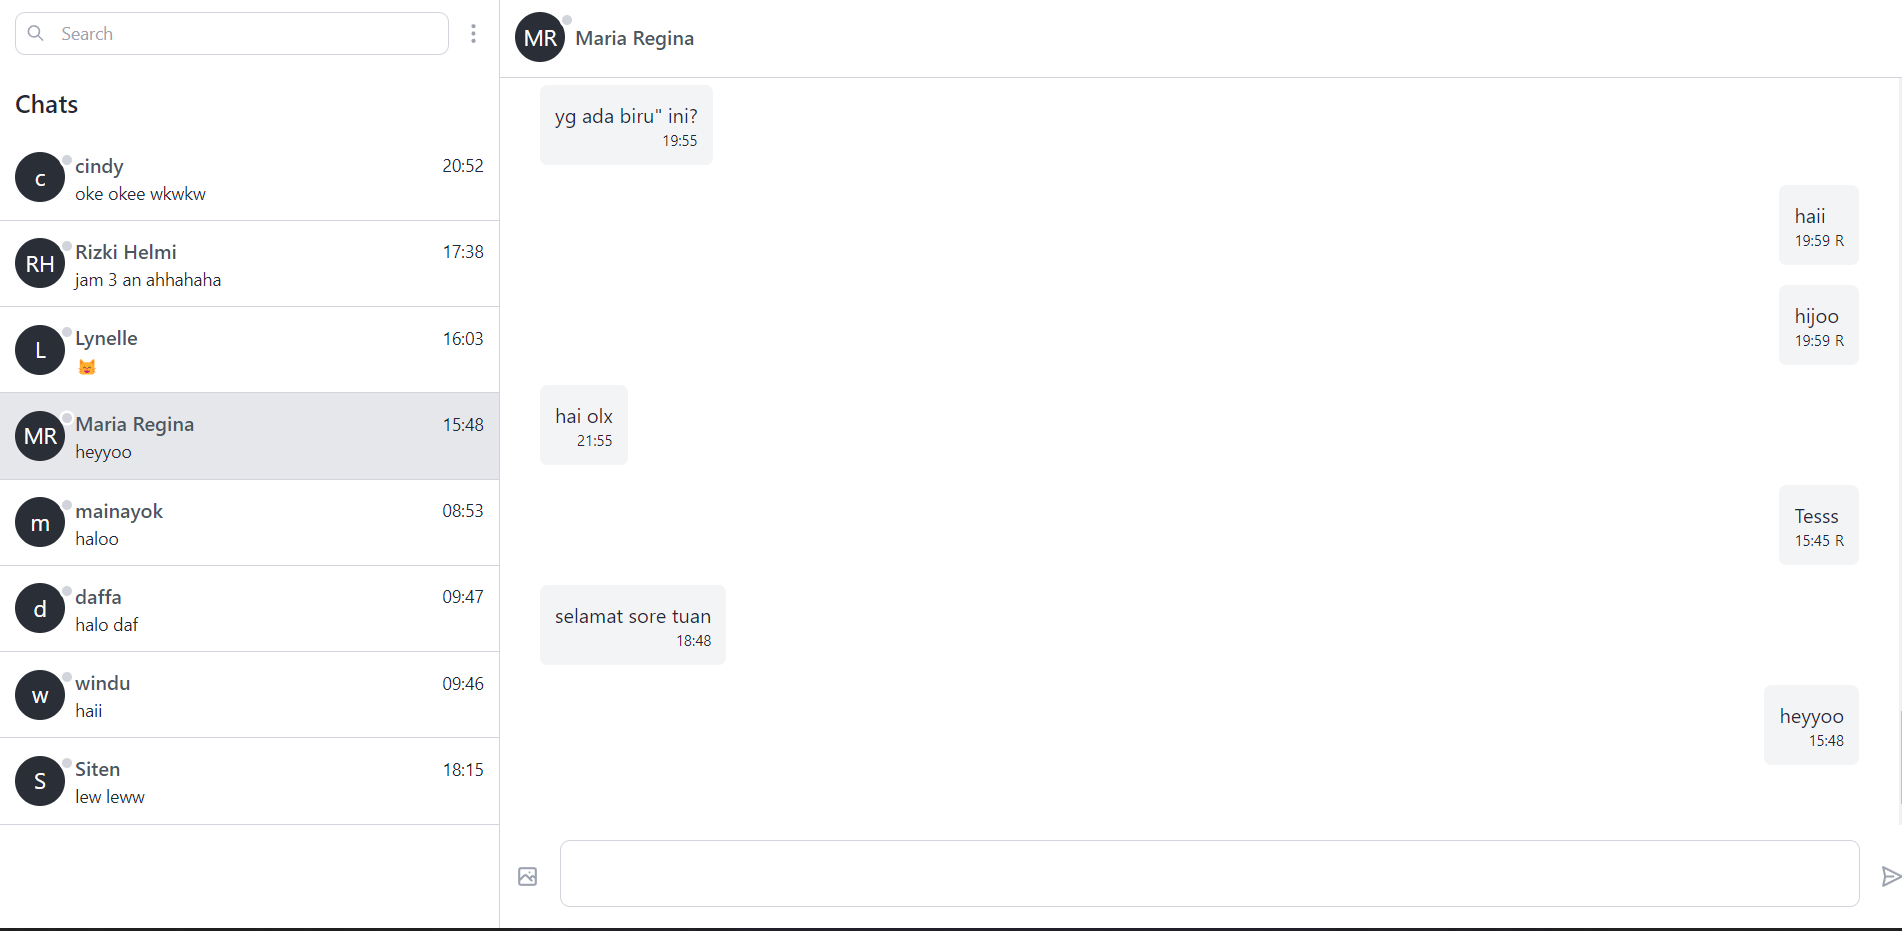 Search
Chats
c
cindy
20:52
oke okee wkwkw
RH
Rizki Helmi
17:38
jam 3 an ahhahaha
L
Lynelle
16:03
😸
MR
Maria Regina
15:48
heyyoo
m
mainayok
08:53
haloo
d
daffa
09:47
halo daf
w
windu
09:46
haii
S
Siten
18:15
lew leww
MR
Maria Regina
yg ada biru" ini?
19:55
haii
19:59 R
hijoo
19:59 R
hai olx
21:55
Tesss
15:45 R
selamat sore tuan
18:48
heyyoo
15:48